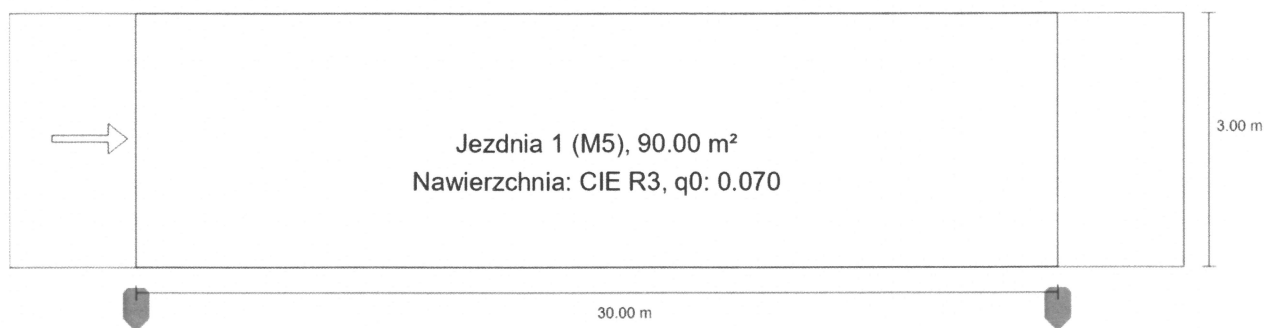 Jezdnia 1 (M5), 90.00 m²
3.00 m
Nawierzchnia: CIE R3, q0: 0.070
30.00 m